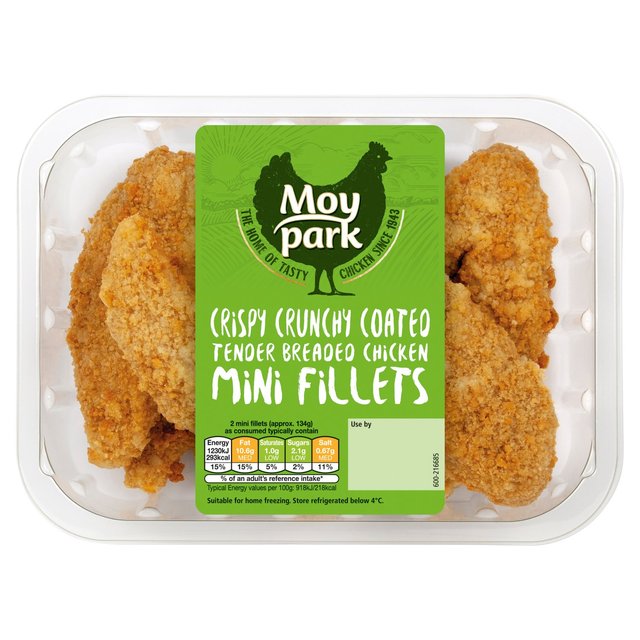 Moy
park
THE HOME OF TASTY CHICKEN SINCE 1943
CRISPY CRUNCHY COATED
TENDER BREADED CHICKEN
MINI FILLETS
2 mini fillets (approx. 134g)
as consumed typically contain
Energy Fat Saturates Sugars Salt
1230kJ 10.6g 1.0g 2.1g 0.67g
293kcal MED LOW LOW MED
15% 15% 5% 2% 11%
% of an adult's reference intake*
Typical Energy values per 100g: 918kJ/218kcal
Suitable for home freezing. Store refrigerated below 4°C.
Use by
600-216685